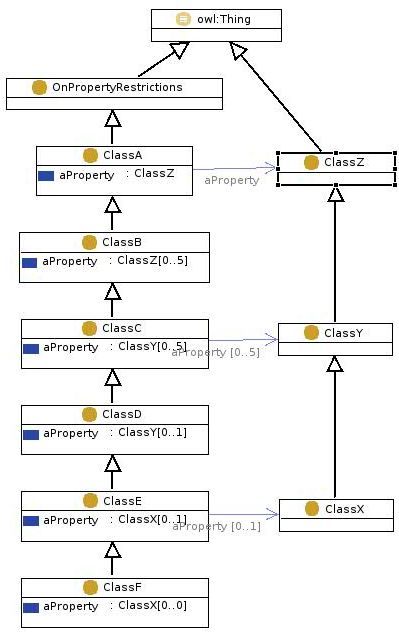 owl:Thing
OnPropertyRestrictions
ClassA
aProperty : ClassZ
aProperty
ClassZ
ClassB
aProperty : ClassZ[0..5]
ClassC
aProperty : ClassY[0..5]
aProperty [0..5]
ClassY
ClassD
aProperty : ClassY[0..1]
ClassE
aProperty : ClassX[0..1]
aProperty [0..1]
ClassX
ClassF
aProperty : ClassX[0..0]